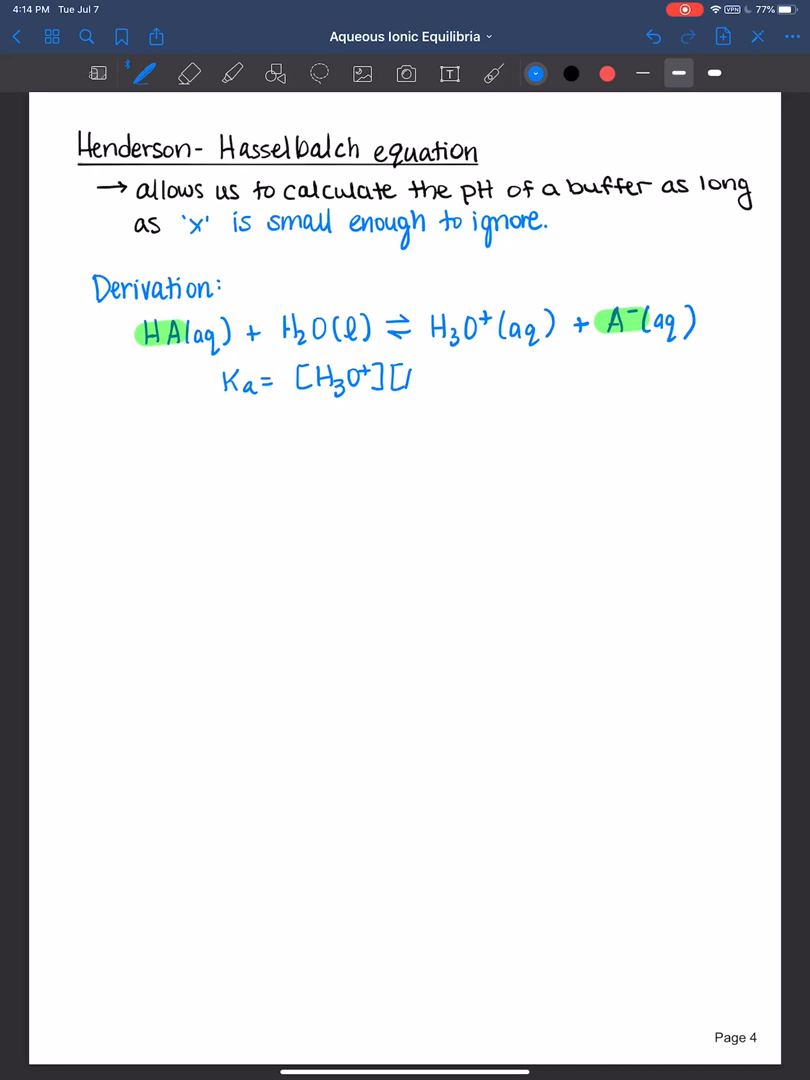 4:14 PM Tue Jul 7 VPN 77%
Aqueous Ionic Equilibria
Henderson- Hasselbalch equation
→ allows us to calculate the pH of a buffer as long
as 'x' is small enough to ignore.
Derivation:
HA(aq) + H₂O(l) ⇌ H₃O⁺(aq) + A⁻(aq)
Ka = [H₃O⁺][
Page 4